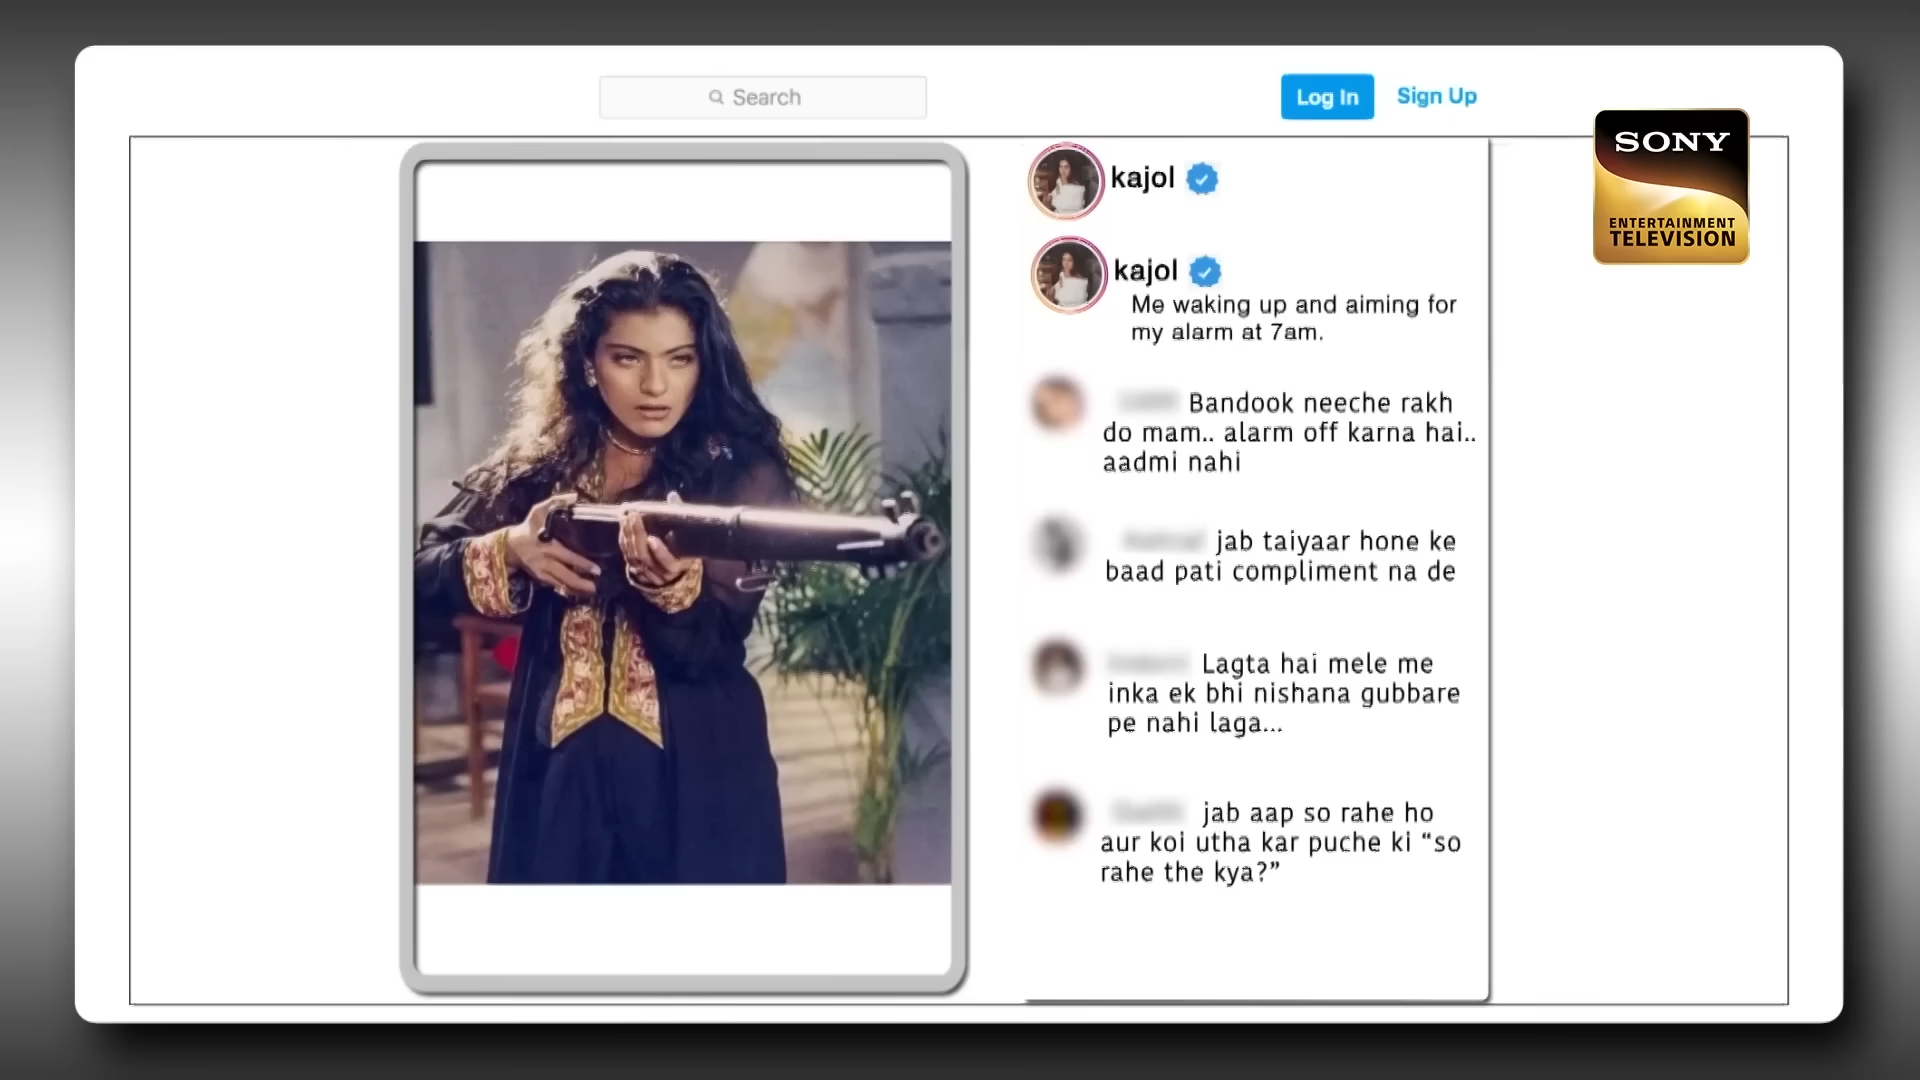 Search
Log In
Sign Up
SONY
ENTERTAINMENT
TELEVISION
kajol
kajol
Me waking up and aiming for
my alarm at 7am.
Bandook neeche rakh
do mam.. alarm off karna hai..
aadmi nahi
jab taiyaar hone ke
baad pati compliment na de
Lagta hai mele me
inka ek bhi nishana gubbare
pe nahi laga...
jab aap so rahe ho
aur koi utha kar puche ki “so
rahe the kya?”